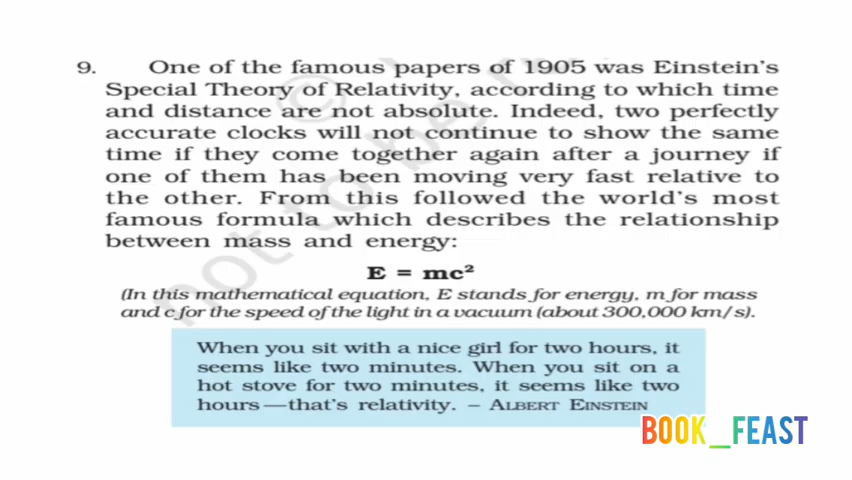 9. One of the famous papers of 1905 was Einstein's
Special Theory of Relativity, according to which time
and distance are not absolute. Indeed, two perfectly
accurate clocks will not continue to show the same
time if they come together again after a journey if
one of them has been moving very fast relative to
the other. From this followed the world's most
famous formula which describes the relationship
between mass and energy:
E = mc²
(In this mathematical equation, E stands for energy, m for mass
and c for the speed of the light in a vacuum (about 300,000 km/s).
When you sit with a nice girl for two hours, it
seems like two minutes. When you sit on a
hot stove for two minutes, it seems like two
hours—that's relativity. – ALBERT EINSTEIN
BOOK_FEAST
© 
not to be r